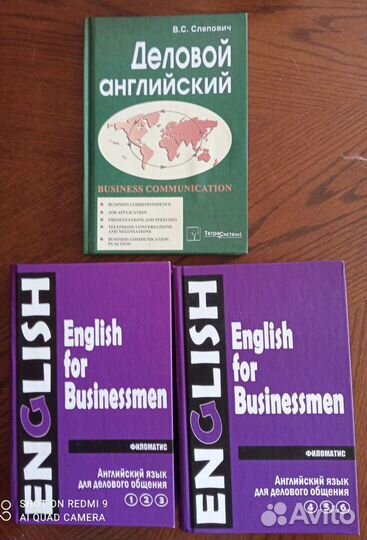 В.С. Слепович
Деловой
английский
BUSINESS COMMUNICATION
BUSINESS CORRESPONDENCE
JOB APPLICATION
PRESENTATIONS AND SPEECHES
TELEPHONE CONVERSATIONS
AND NEGOTIATIONS
BUSINESS COMMUNICATION
IN ACTION
ТетраСистемс
ENGLISH
English
for
Businessmen
ФИЛОМАТИС
Английский язык
для делового общения
1 2 3
ENGLISH
English
for
Businessmen
ФИЛОМАТИС
Английский язык
для делового общения
4 5 6
SHOT ON REDMI 9
AI QUAD CAMERA
Avito